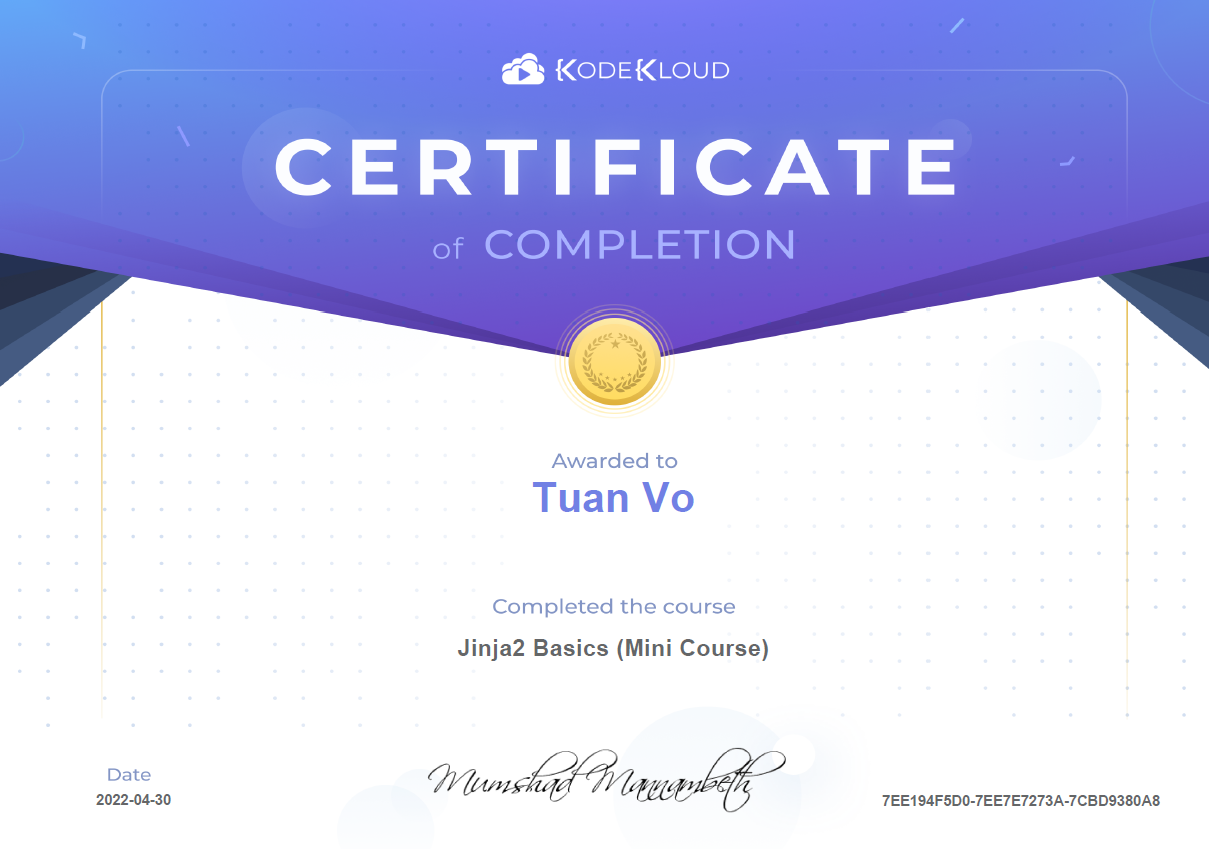 KODEKLOUD
CERTIFICATE
of COMPLETION
Awarded to
Tuan Vo
Completed the course
Jinja2 Basics (Mini Course)
Date
2022-04-30
Mumshad Mannambeth
7EE194F5D0-7EE7E7273A-7CBD9380A8